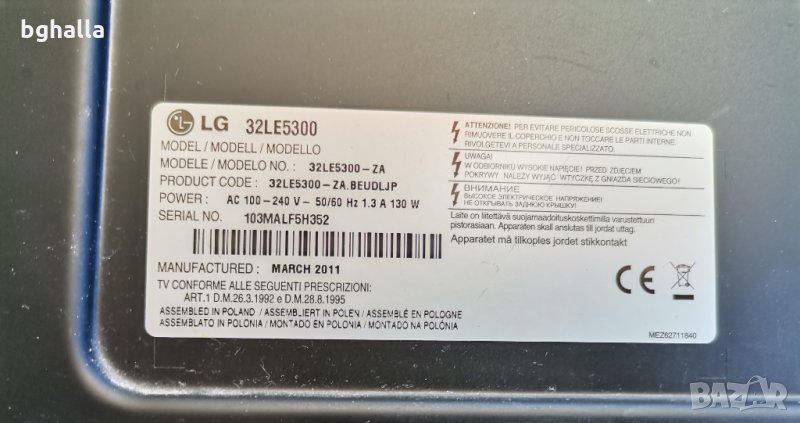 bghalla
LG 32LE5300
MODEL / MODELL / MODELLO
MODELE / MODELO NO. : 32LE5300-ZA
PRODUCT CODE : 32LE5300-ZA.BEUDLJP
POWER : AC 100-240 V~ 50/60 Hz 1.3 A 130 W
SERIAL NO. 103MALF5H352
MANUFACTURED : MARCH 2011
TV CONFORME ALLE SEGUENTI PRESCRIZIONI:
ART.1 D.M.26.3.1992 e D.M.28.8.1995
ASSEMBLED IN POLAND / ASSEMBLIERT IN POLEN / ASSEMBLÉ EN POLOGNE
ASSEMBLATO IN POLONIA / MONTADO EN POLONIA / MONTADO NA POLÓNIA
ATTENZIONE! PER EVITARE PERICOLOSE SCOSSE ELETTRICHE NON
RIMUOVERE IL COPERCHIO E NON TOCCARE LE PARTI INTERNE.
RIVOLGETEVI A PERSONALE SPECIALIZZATO.
UWAGA!
W ODBIORNIKU WYSOKIE NAPIĘCIE! PRZED ZDJĘCIEM
POKRYWY NALEŻY WYJĄĆ WTYCZKĘ Z GNIAZDA SIECIOWEGO!
ВНИМАНИЕ
ВЫСОКОЕ ЭЛЕКТРИЧЕСКОЕ НАПРЯЖЕНИЕ!
НЕ ОТКРЫВАТЬ ЗАДНЮЮ КРЫШКУ!
Laite on liitettävä suojamaadoituskoskettimilla varustettuun
pistorasiaan. Apparaten skall anslutas till jordat uttag.
Apparatet må tilkoples jordet stikkontakt
CE
MEZ62711840
BAZAR